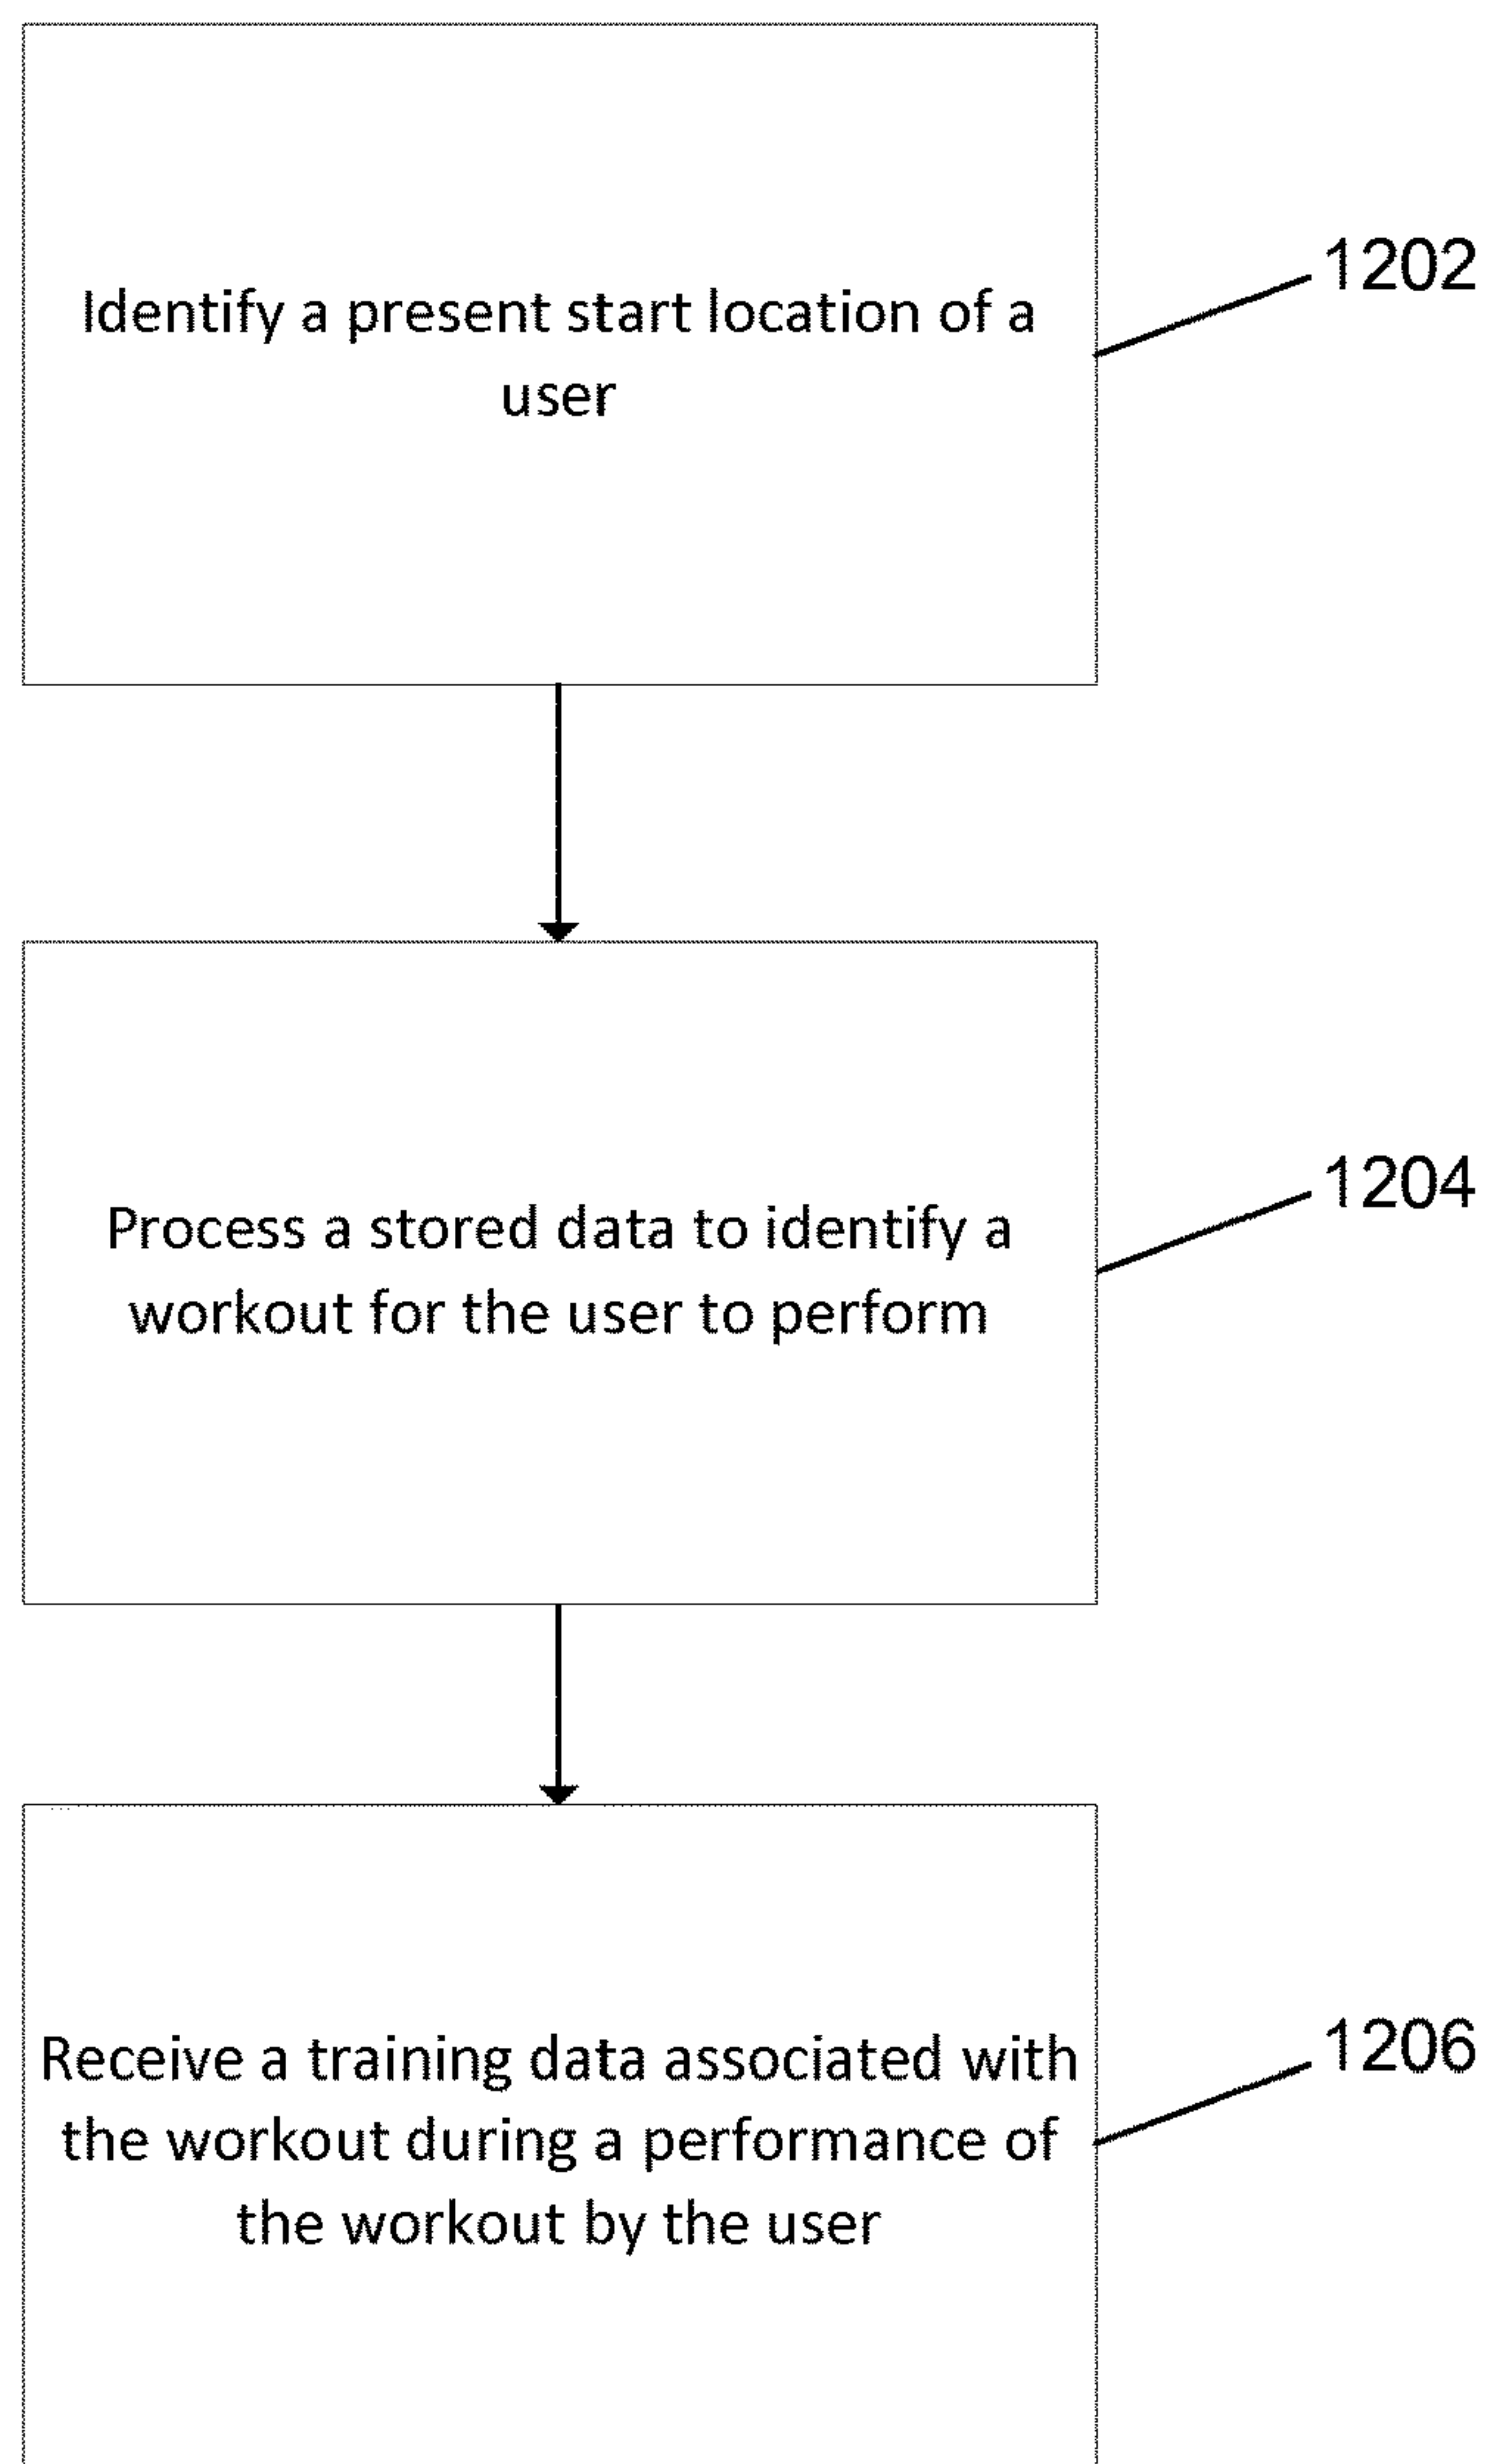 Identify a present start location of a
user
1202
Process a stored data to identify a
workout for the user to perform
1204
Receive a training data associated with
the workout during a performance of
the workout by the user
1206